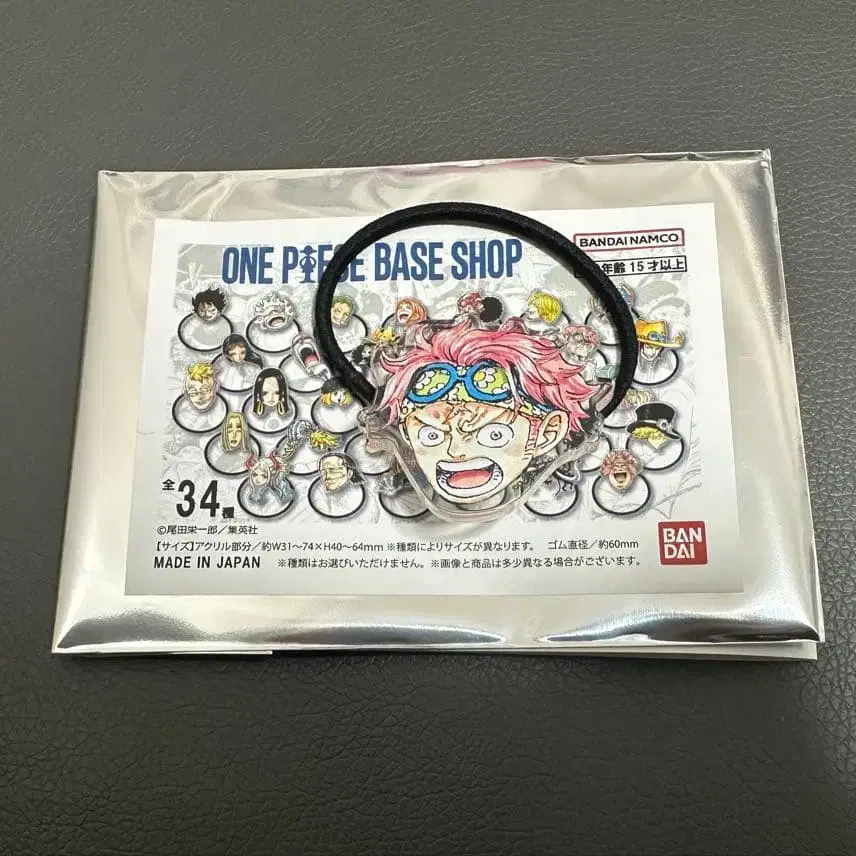 ONE PIECE BASE SHOP
BANDAI NAMCO
年齢 15才以上
全34種
©尾田栄一郎/集英社
【サイズ】アクリル部分/約W31~74×H40~64mm ※種類によりサイズが異なります。 ゴム直径/約60mm
MADE IN JAPAN ※種類はお選びいただけません。※画像と商品は多少異なる場合がございます。
BAN
DAI